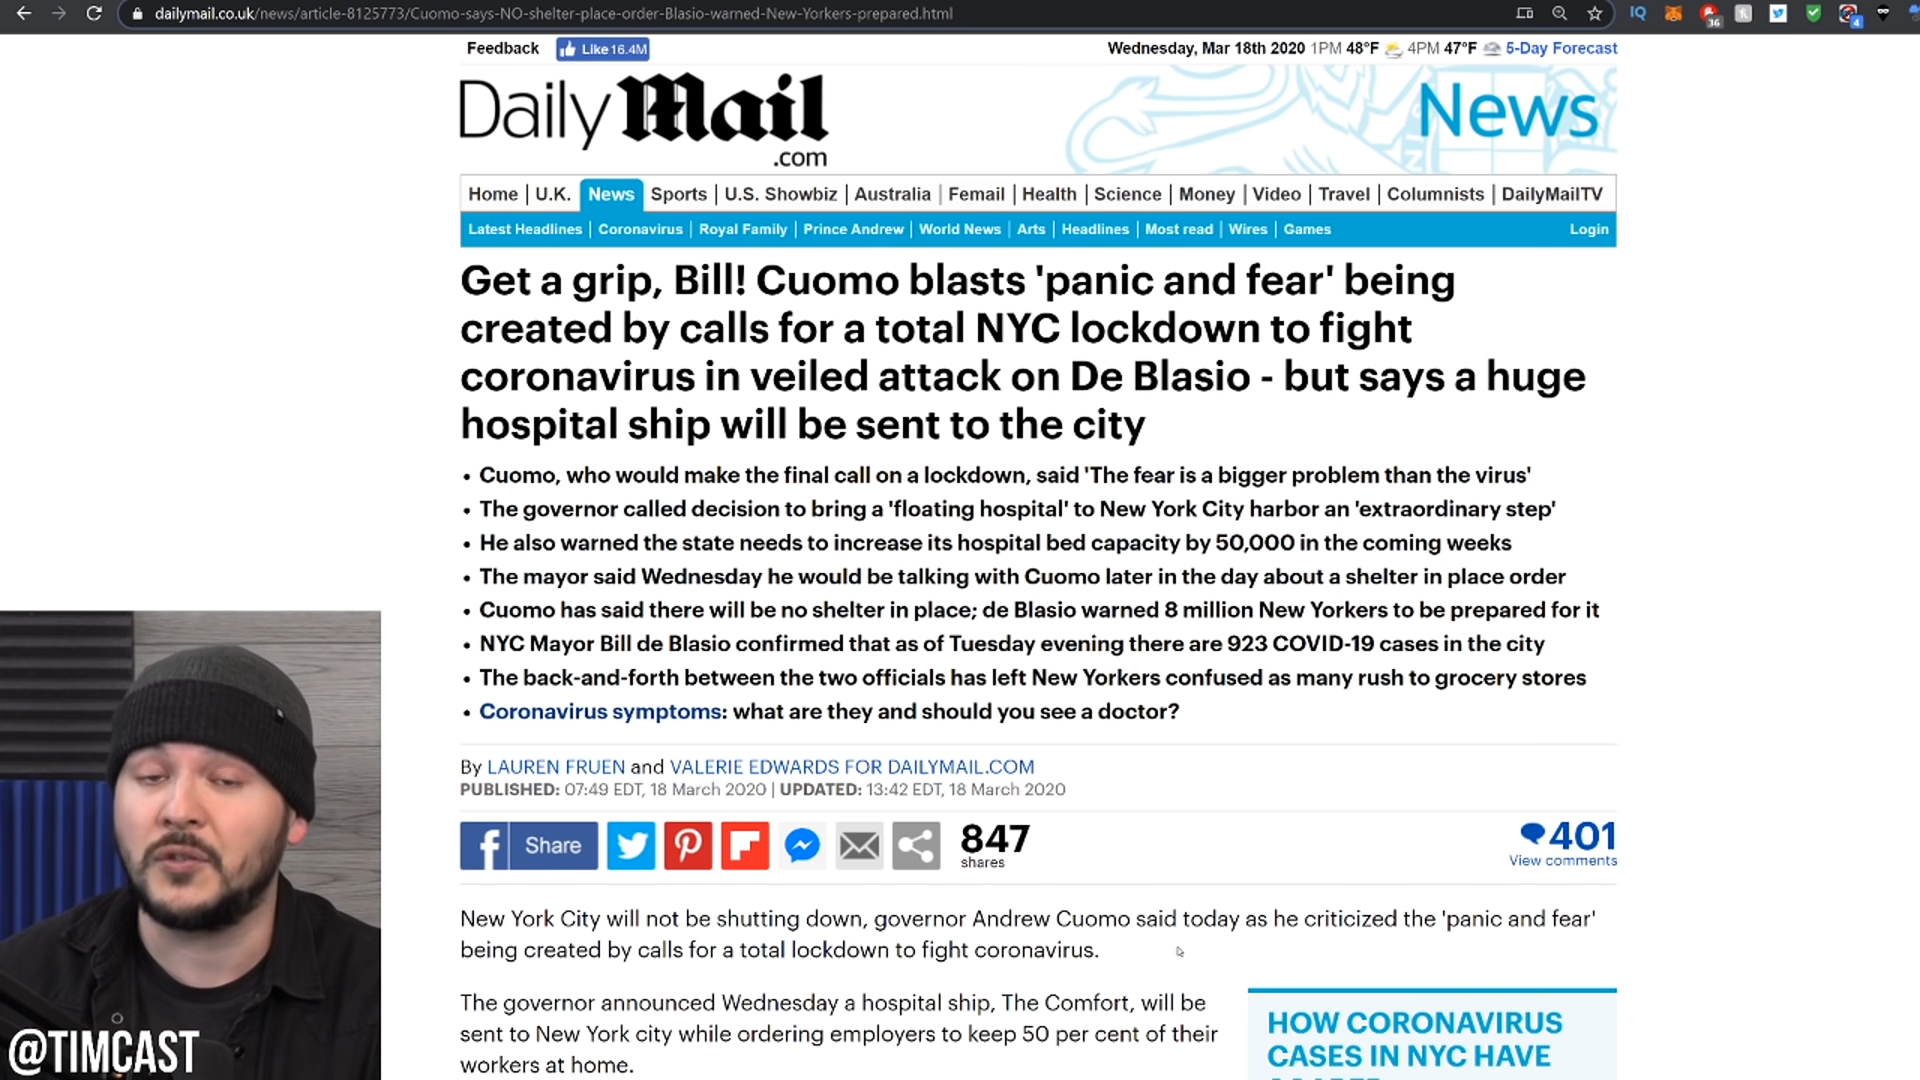 dailymail.co.uk/news/article-8125773/Cuomo-says-NO-shelter-place-order-Blasio-warned-New-Yorkers-prepared.html
36
4
Feedback Like 16.4M Wednesday, Mar 18th 2020 1PM 48°F 4PM 47°F 5-Day Forecast
Daily Mail
.com
News
Home U.K. News Sports U.S. Showbiz Australia Femail Health Science Money Video Travel Columnists DailyMailTV
Latest Headlines Coronavirus Royal Family Prince Andrew World News Arts Headlines Most read Wires Games Login
Get a grip, Bill! Cuomo blasts 'panic and fear' being
created by calls for a total NYC lockdown to fight
coronavirus in veiled attack on De Blasio - but says a huge
hospital ship will be sent to the city
• Cuomo, who would make the final call on a lockdown, said 'The fear is a bigger problem than the virus'
• The governor called decision to bring a 'floating hospital' to New York City harbor an 'extraordinary step'
• He also warned the state needs to increase its hospital bed capacity by 50,000 in the coming weeks
• The mayor said Wednesday he would be talking with Cuomo later in the day about a shelter in place order
• Cuomo has said there will be no shelter in place; de Blasio warned 8 million New Yorkers to be prepared for it
• NYC Mayor Bill de Blasio confirmed that as of Tuesday evening there are 923 COVID-19 cases in the city
• The back-and-forth between the two officials has left New Yorkers confused as many rush to grocery stores
• Coronavirus symptoms: what are they and should you see a doctor?
By LAUREN FRUEN and VALERIE EDWARDS FOR DAILYMAIL.COM
PUBLISHED: 07:49 EDT, 18 March 2020 | UPDATED: 13:42 EDT, 18 March 2020
Share 847 shares
401 View comments
New York City will not be shutting down, governor Andrew Cuomo said today as he criticized the 'panic and fear'
being created by calls for a total lockdown to fight coronavirus.
The governor announced Wednesday a hospital ship, The Comfort, will be
sent to New York city while ordering employers to keep 50 per cent of their
workers at home.
HOW CORONAVIRUS
CASES IN NYC HAVE
@TIMCAST